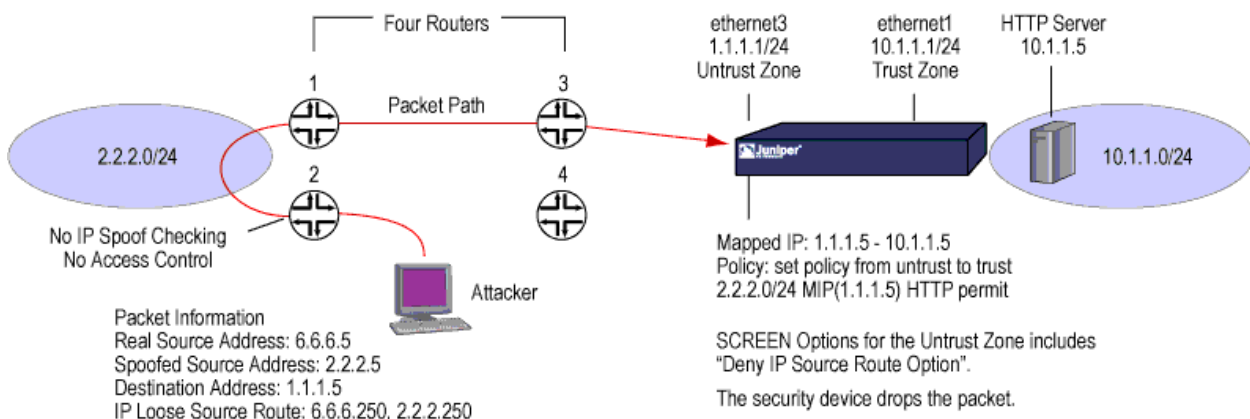 Four Routers
ethernet3
1.1.1.1/24
Untrust Zone
ethernet1
10.1.1.1/24
Trust Zone
HTTP Server
10.1.1.5
1
3
Packet Path
2.2.2.0/24
2
4
Juniper
10.1.1.0/24
No IP Spoof Checking
No Access Control
Attacker
Packet Information
Real Source Address: 6.6.6.5
Spoofed Source Address: 2.2.2.5
Destination Address: 1.1.1.5
IP Loose Source Route: 6.6.6.250, 2.2.2.250
Mapped IP: 1.1.1.5 - 10.1.1.5
Policy: set policy from untrust to trust
2.2.2.0/24 MIP(1.1.1.5) HTTP permit
SCREEN Options for the Untrust Zone includes
“Deny IP Source Route Option”.
The security device drops the packet.